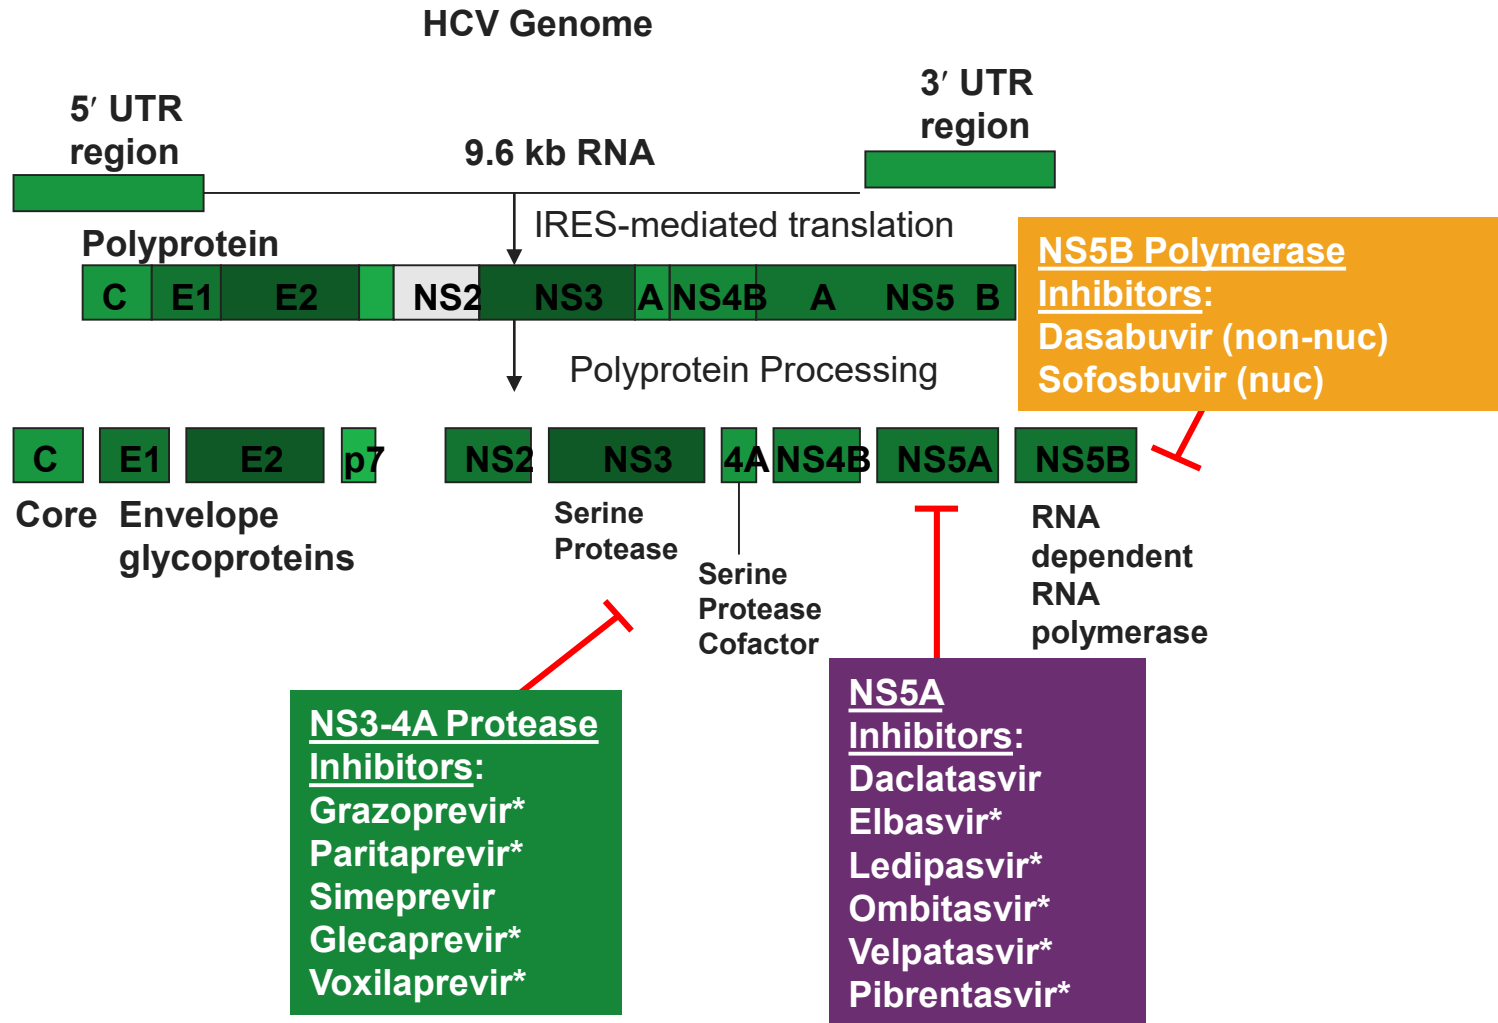 HCV Genome
5′ UTR
region
3′ UTR
region
9.6 kb RNA
IRES-mediated translation
Polyprotein
C E1 E2 NS2 NS3 A NS4B A NS5 B
NS5B Polymerase
Inhibitors:
Dasabuvir (non-nuc)
Sofosbuvir (nuc)
Polyprotein Processing
C E1 E2 p7 NS2 NS3 4A NS4B NS5A NS5B
Core
Envelope
glycoproteins
Serine
Protease
Serine
Protease
Cofactor
RNA
dependent
RNA
polymerase
NS3-4A Protease
Inhibitors:
Grazoprevir*
Paritaprevir*
Simeprevir
Glecaprevir*
Voxilaprevir*
NS5A
Inhibitors:
Daclatasvir
Elbasvir*
Ledipasvir*
Ombitasvir*
Velpatasvir*
Pibrentasvir*